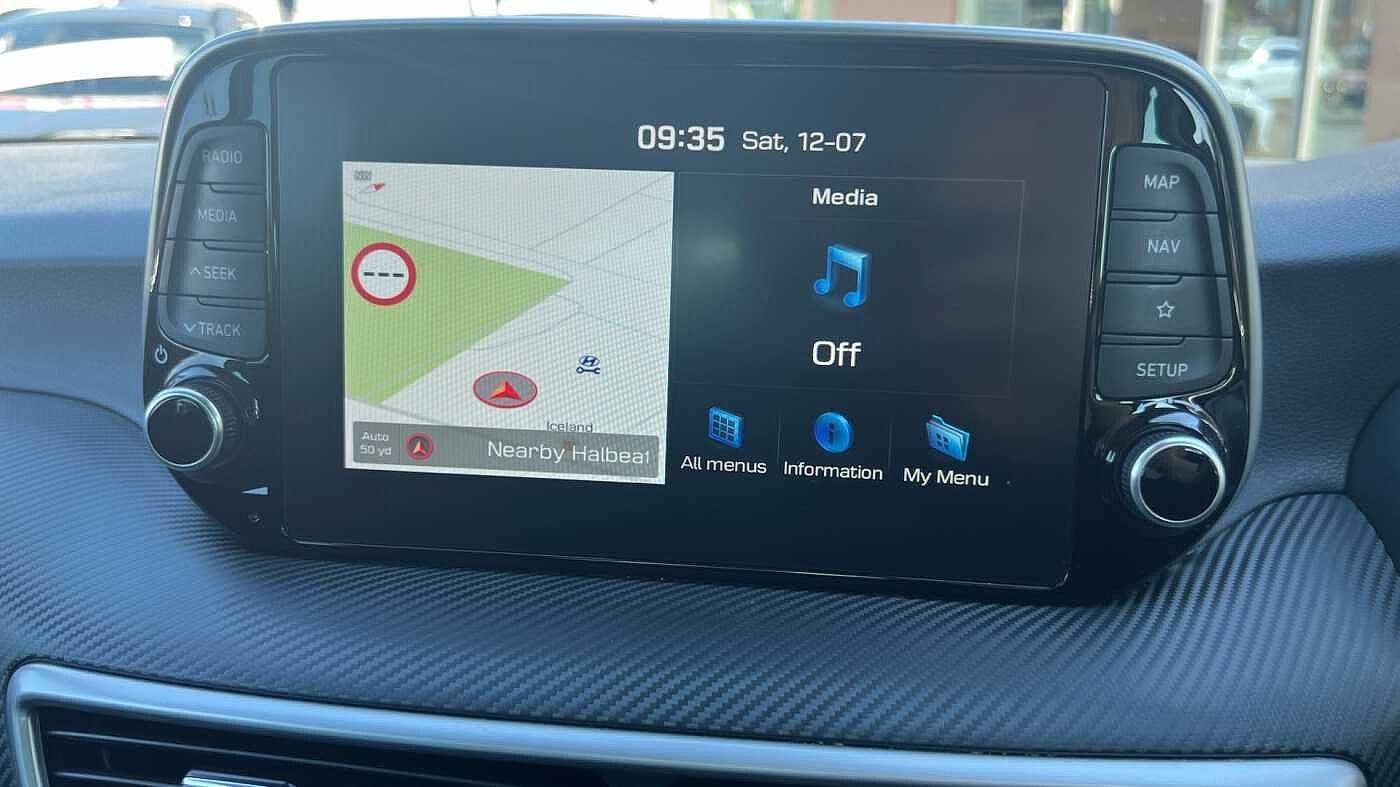 09:35 Sat, 12-07
RADIO
MEDIA
SEEK
TRACK
Media
Off
Iceland
Auto
50 yd
Nearby Halbeat
All menus
Information
My Menu
MAP
NAV
SETUP